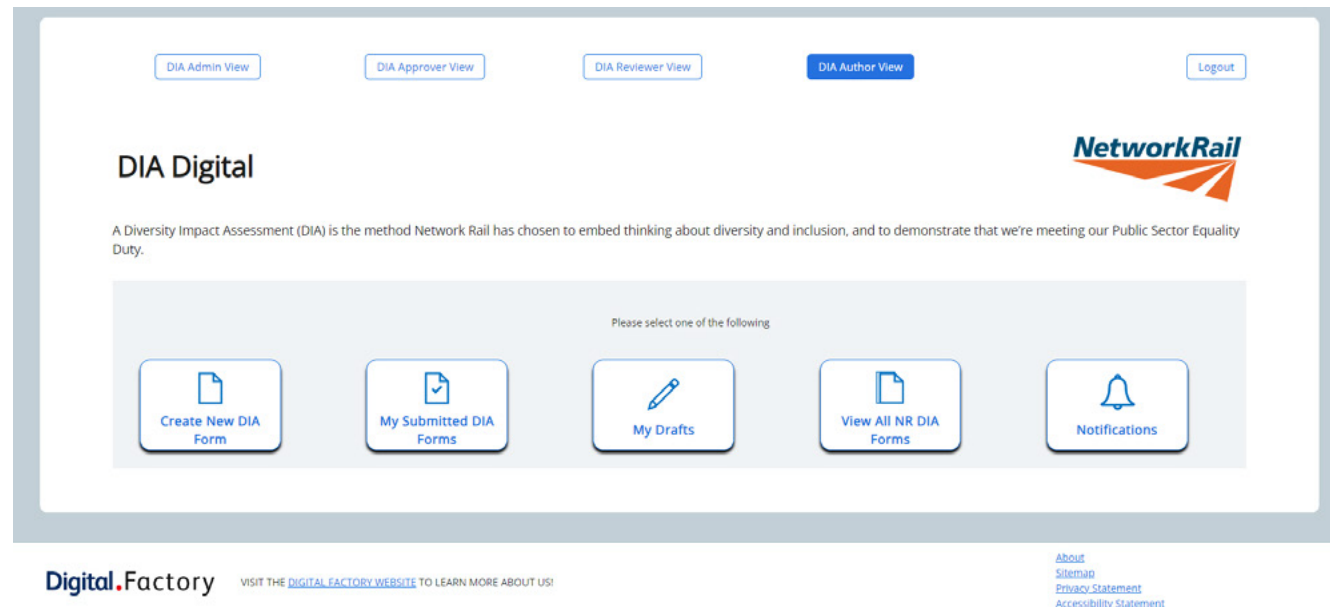 DIA Admin View
DIA Approver View
DIA Reviewer View
DIA Author View
Logout
NetworkRail
DIA Digital
A Diversity Impact Assessment (DIA) is the method Network Rail has chosen to embed thinking about diversity and inclusion, and to demonstrate that we're meeting our Public Sector Equality
Duty.
Please select one of the following
Create New DIA
Form
My Submitted DIA
Forms
My Drafts
View All NR DIA
Forms
Notifications
Digital.Factory
VISIT THE DIGITAL FACTORY WEBSITE TO LEARN MORE ABOUT US!
About
Sitemap
Privacy Statement
Accessibility Statement